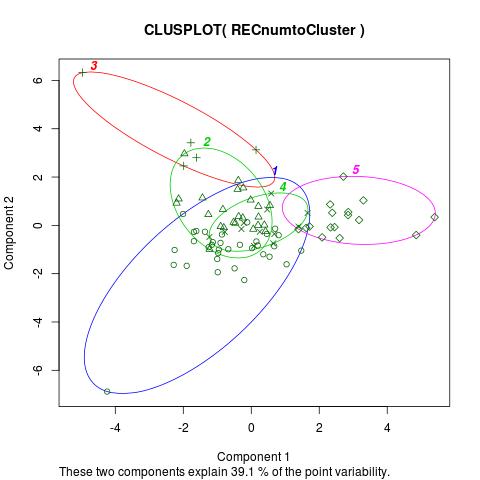 CLUSPLOT( RECnumtoCluster )
3
2
1
4
5
6
4
2
0
-2
-4
-6
Component 2
-4 -2 0 2 4
Component 1
These two components explain 39.1 % of the point variability.